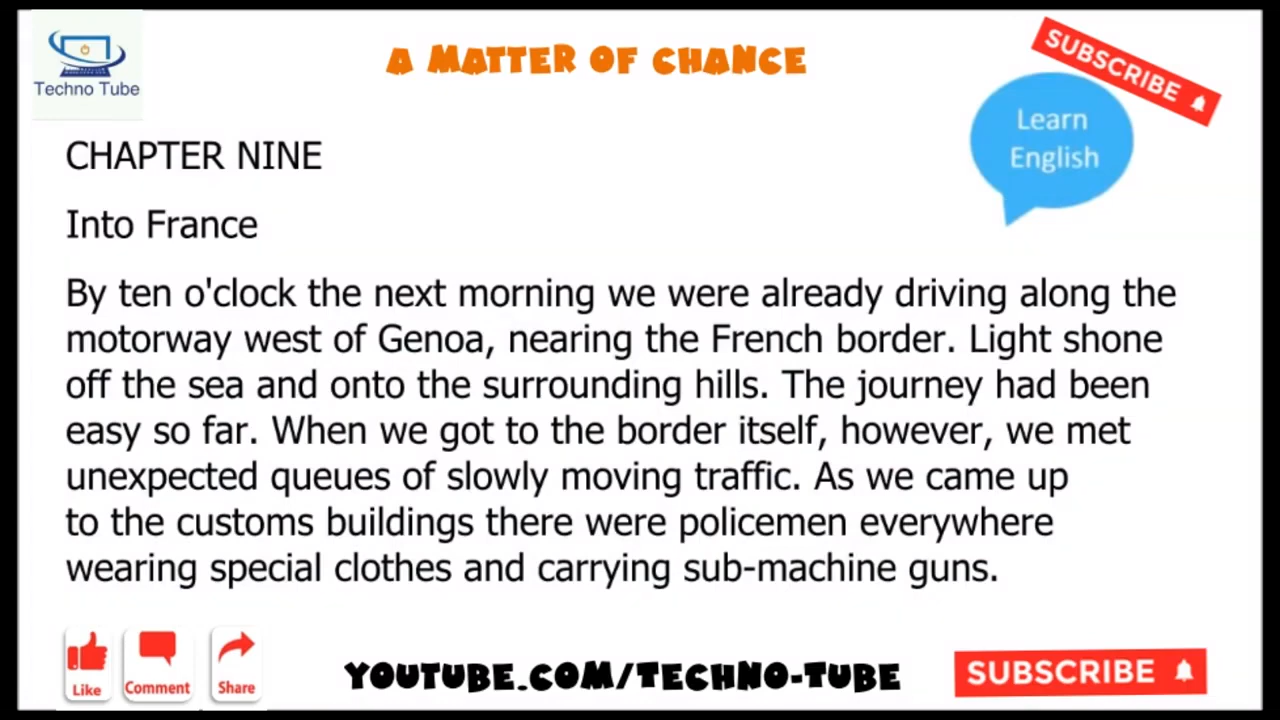 A MATTER OF CHANCE
SUBSCRIBE
Techno Tube
Learn
English
CHAPTER NINE
Into France
By ten o'clock the next morning we were already driving along the
motorway west of Genoa, nearing the French border. Light shone
off the sea and onto the surrounding hills. The journey had been
easy so far. When we got to the border itself, however, we met
unexpected queues of slowly moving traffic. As we came up
to the customs buildings there were policemen everywhere
wearing special clothes and carrying sub-machine guns.
Like
Comment
Share
YOUTUBE.COM/TECHNO-TUBE
SUBSCRIBE